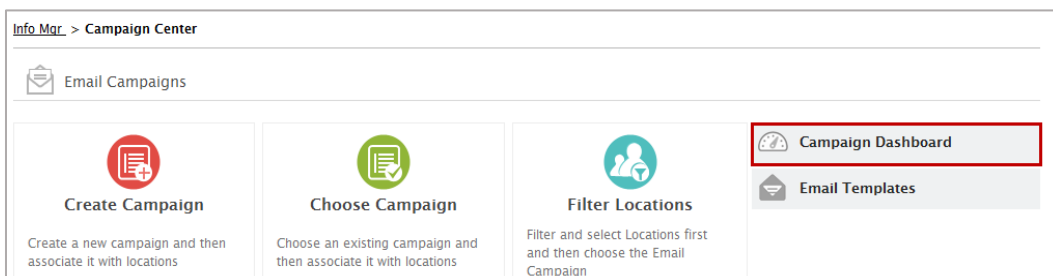 Info Mgr > Campaign Center
Email Campaigns
Create Campaign
Create a new campaign and then
associate it with locations
Choose Campaign
Choose an existing campaign and
then associate it with locations
Filter Locations
Filter and select Locations first
and then choose the Email
Campaign
Campaign Dashboard
Email Templates